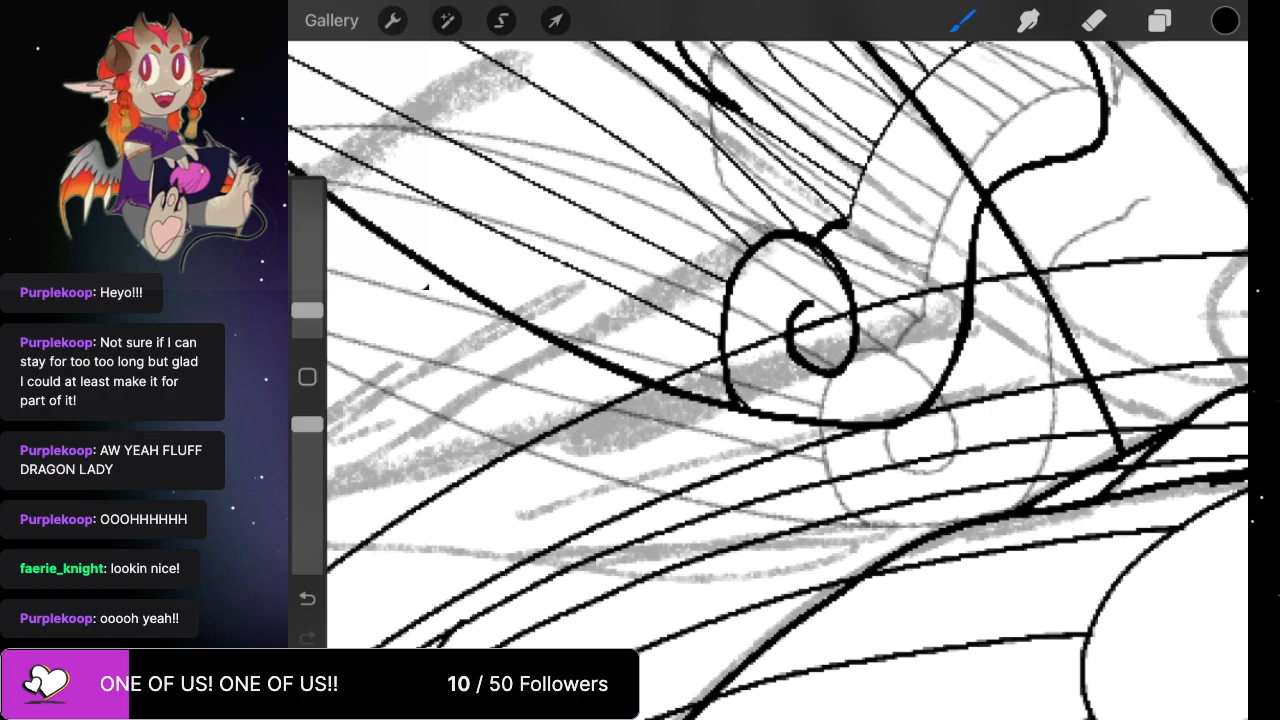 Gallery
Purplekoop: Heyo!!!
Purplekoop: Not sure if I can
stay for too too long but glad
I could at least make it for
part of it!
Purplekoop: AW YEAH FLUFF
DRAGON LADY
Purplekoop: OOOHHHHHH
faerie_knight: lookin nice!
Purplekoop: ooooh yeah!!
ONE OF US! ONE OF US!! 10 / 50 Followers